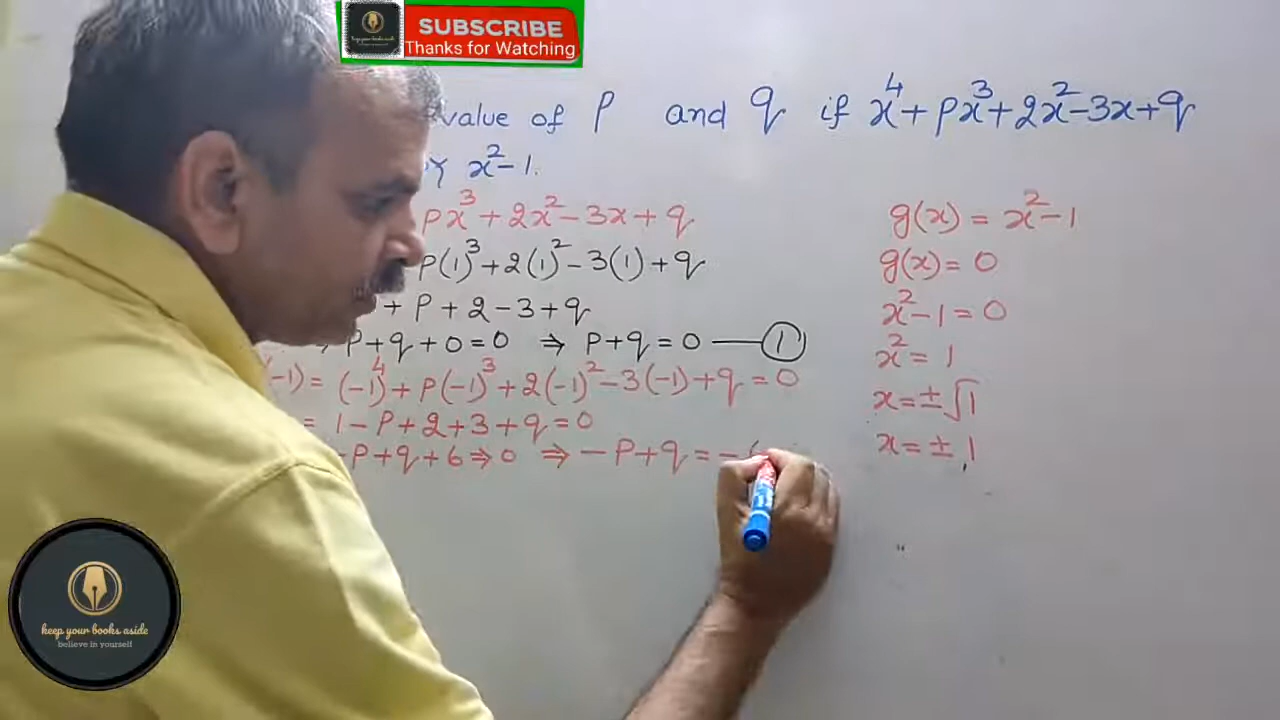 SUBSCRIBE
Thanks for Watching
value of P and q if x⁴ + px³ + 2x² - 3x + q
by x² - 1.
px³ + 2x² - 3x + q
P(1)³ + 2(1)² - 3(1) + q
+ P + 2 - 3 + q
P + q + 0 = 0 ⇒ P + q = 0 —— ①
(-1) = (-1)⁴ + P(-1)³ + 2(-1)² - 3(-1) + q = 0
= 1 - P + 2 + 3 + q = 0
-P + q + 6 ⇒ 0 ⇒ - P + q = -
g(x) = x² - 1
g(x) = 0
x² - 1 = 0
x² = 1
x = ± √1
x = ± 1
keep your books aside
believe in yourself